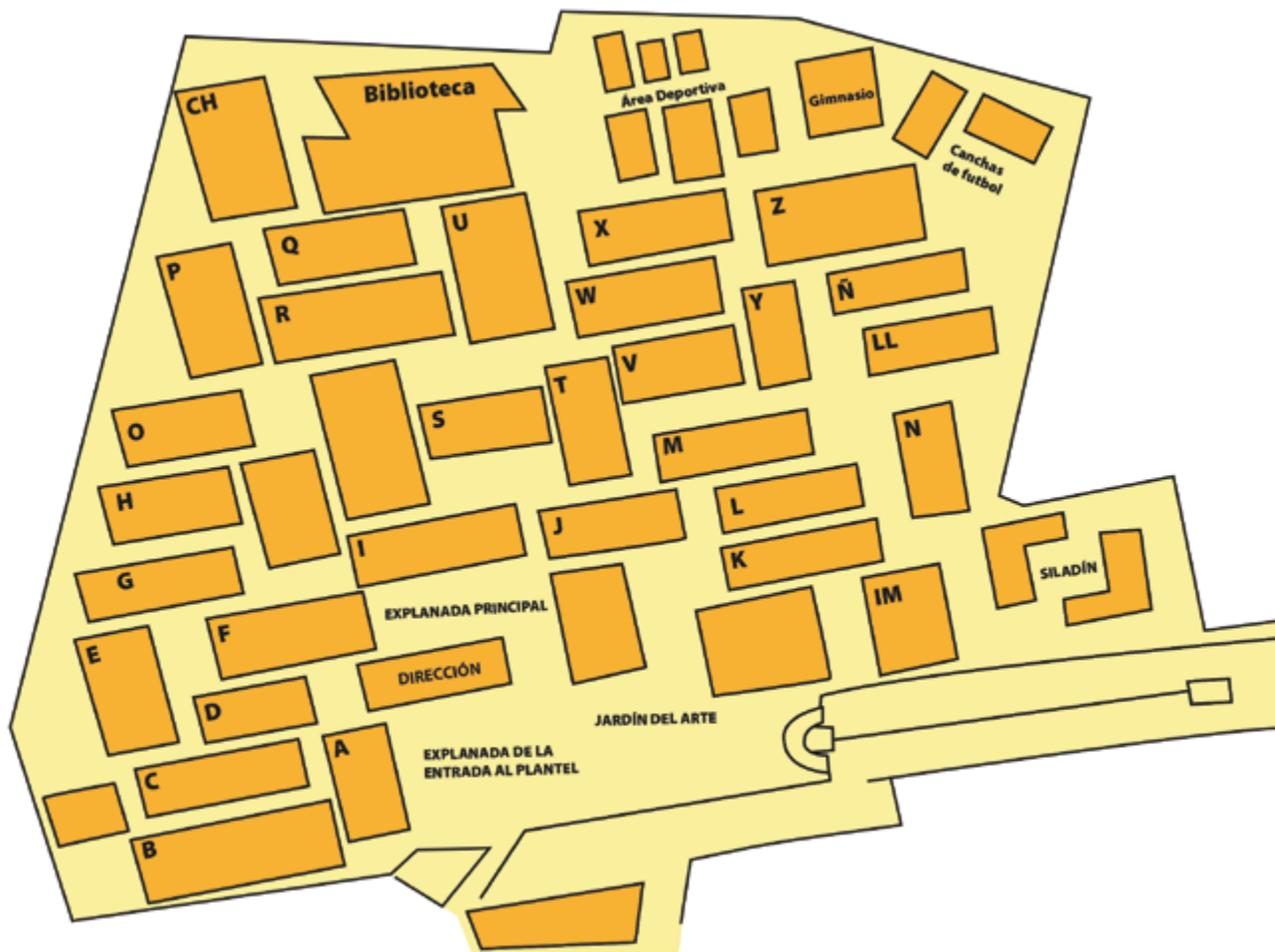 CH
Biblioteca
Área Deportiva
Gimnasio
Canchas
de futbol
P
Q
U
X
Z
R
W
Y
Ñ
V
LL
T
S
O
M
N
H
L
J
I
K
G
SILADÍN
IM
EXPLANADA PRINCIPAL
F
E
DIRECCIÓN
D
JARDÍN DEL ARTE
A
EXPLANADA DE LA
ENTRADA AL PLANTEL
C
B